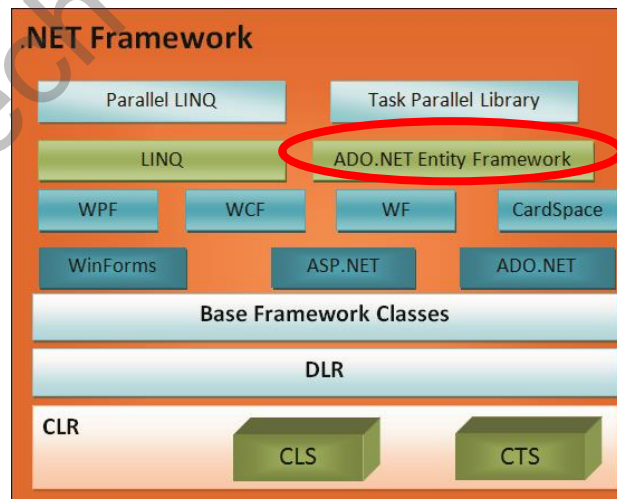 .NET Framework
Parallel LINQ Task Parallel Library
LINQ ADO.NET Entity Framework
WPF WCF WF CardSpace
WinForms ASP.NET ADO.NET
Base Framework Classes
DLR
CLR
CLS CTS